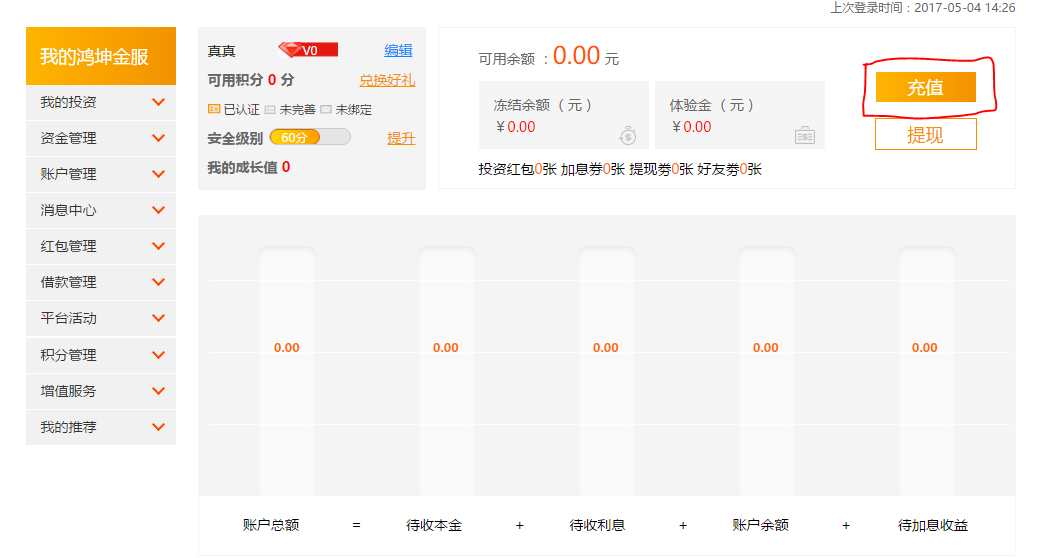 上次登录时间：2017-05-04 14:26
我的鸿坤金服
我的投资
资金管理
账户管理
消息中心
红包管理
借款管理
平台活动
积分管理
增值服务
我的推荐
真真 V0 编辑
可用积分 0 分 兑换好礼
已认证 未完善 未绑定
安全级别 60分 提升
我的成长值 0
可用余额 ：0.00 元
冻结余额 （ 元 ）
￥0.00
体验金 （ 元 ）
￥0.00
投资红包0张 加息券0张 提现劵0张 好友劵0张
充值
提现
0.00 0.00 0.00 0.00 0.00
账户总额 = 待收本金 + 待收利息 + 账户余额 + 待加息收益